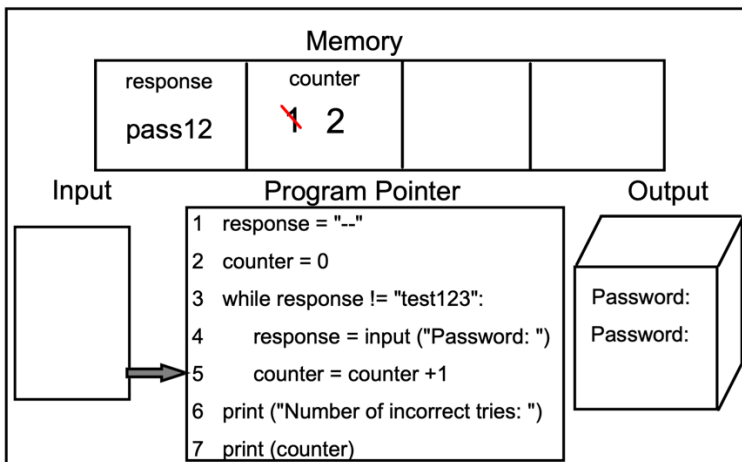 Memory
response
pass12
counter
1 2
Input
Program Pointer
Output
1 response = "--"
2 counter = 0
3 while response != "test123":
4 response = input ("Password: ")
5 counter = counter +1
6 print ("Number of incorrect tries: ")
7 print (counter)
Password:
Password: